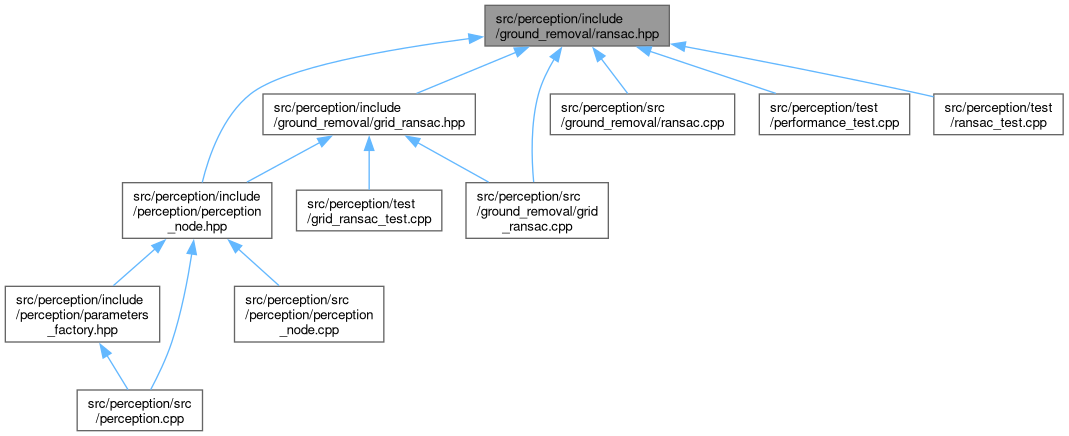 src/perception/include
/ground_removal/ransac.hpp
src/perception/include
/ground_removal/grid_ransac.hpp
src/perception/src
/ground_removal/ransac.cpp
src/perception/test
/performance_test.cpp
src/perception/test
/ransac_test.cpp
src/perception/include
/perception/perception
_node.hpp
src/perception/test
/grid_ransac_test.cpp
src/perception/src
/ground_removal/grid
_ransac.cpp
src/perception/include
/perception/parameters
_factory.hpp
src/perception/src
/perception/perception
_node.cpp
src/perception/src
/perception.cpp